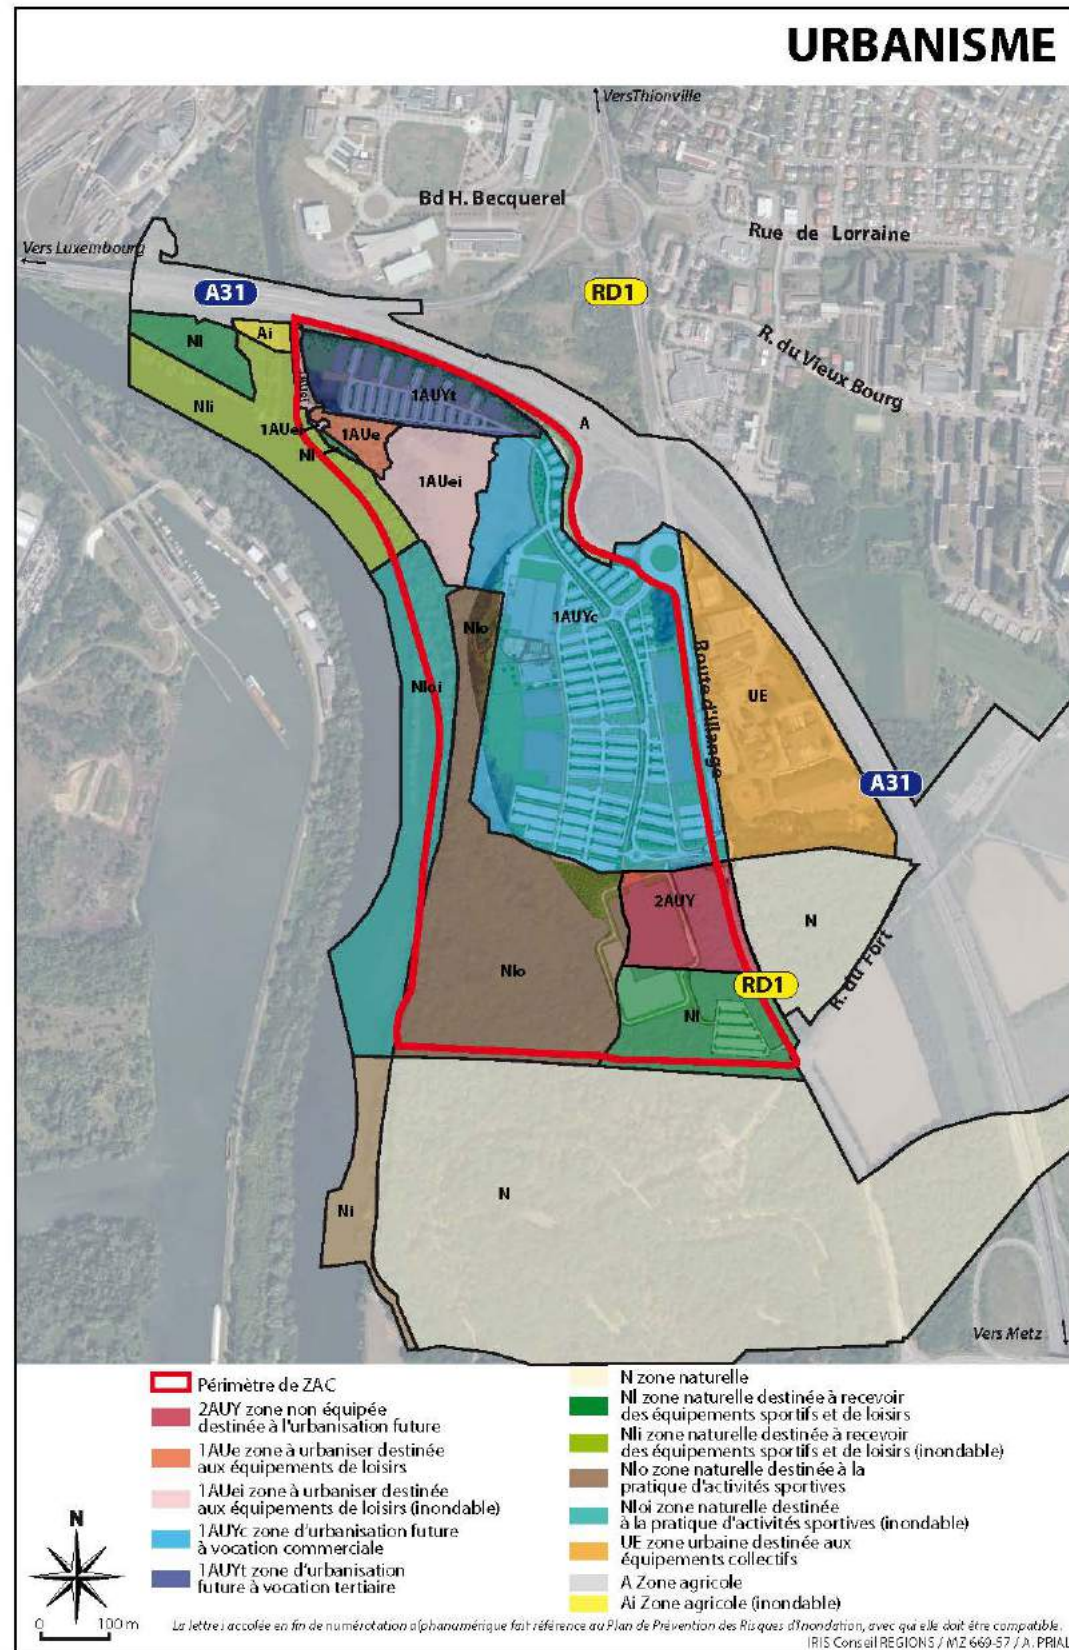 URBANISME
VersThionville
Bd H. Becquerel
Rue de Lorraine
Vers Luxembourg
A31
RD1
R. du Vieux Bourg
Nl
Ai
Nli
1AUYt
A
1AUei
1AUe
Nl
1AUei
Nlo
1AUYc
Nloi
Route d'Illange
UE
A31
2AUY
N
Nlo
R. du Fort
RD1
Nl
N
Ni
Vers Metz
Périmètre de ZAC
2AUY zone non équipée
destinée à l'urbanisation future
1AUe zone à urbaniser destinée
aux équipements de loisirs
1AUei zone à urbaniser destinée
aux équipements de loisirs (inondable)
1AUYc zone d'urbanisation future
à vocation commerciale
1AUYt zone d'urbanisation
future à vocation tertiaire
N zone naturelle
Nl zone naturelle destinée à recevoir
des équipements sportifs et de loisirs
Nli zone naturelle destinée à recevoir
des équipements sportifs et de loisirs (inondable)
Nlo zone naturelle destinée à la
pratique d'activités sportives
Nloi zone naturelle destinée
à la pratique d'activités sportives (inondable)
UE zone urbaine destinée aux
équipements collectifs
A Zone agricole
Ai Zone agricole (inondable)
N
0 100 m
La lettre i accolée en fin de numérotation alphanumérique fait référence au Plan de Prévention des Risques d'Inondation, avec qui elle doit être compatible.
IRIS Conseil REGIONS / MZ 669-57 / A. PRIAL